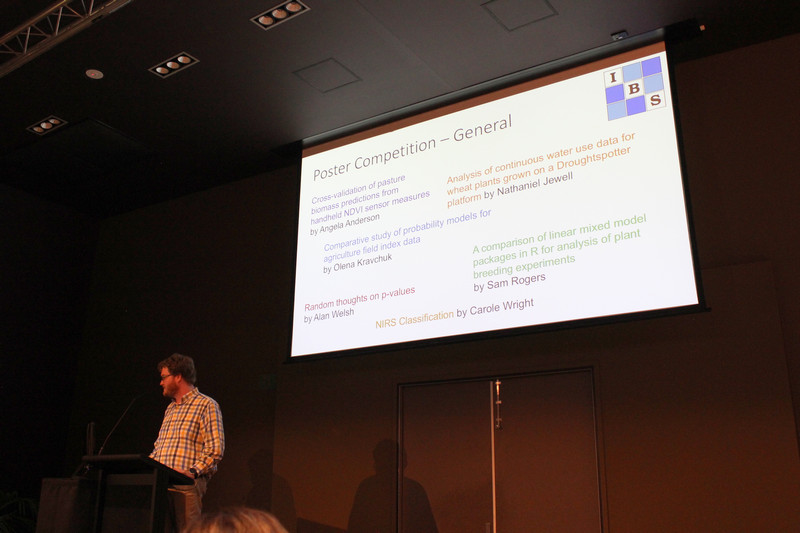 I
B
S
Poster Competition – General
Cross-validation of pasture
biomass predictions from
handheld NDVI sensor measures
by Angela Anderson
Analysis of continuous water use data for
wheat plants grown on a Droughtspotter
platform by Nathaniel Jewell
Comparative study of probability models for
agriculture field index data
by Olena Kravchuk
A comparison of linear mixed model
packages in R for analysis of plant
breeding experiments
by Sam Rogers
Random thoughts on p-values
by Alan Welsh
NIRS Classification by Carole Wright